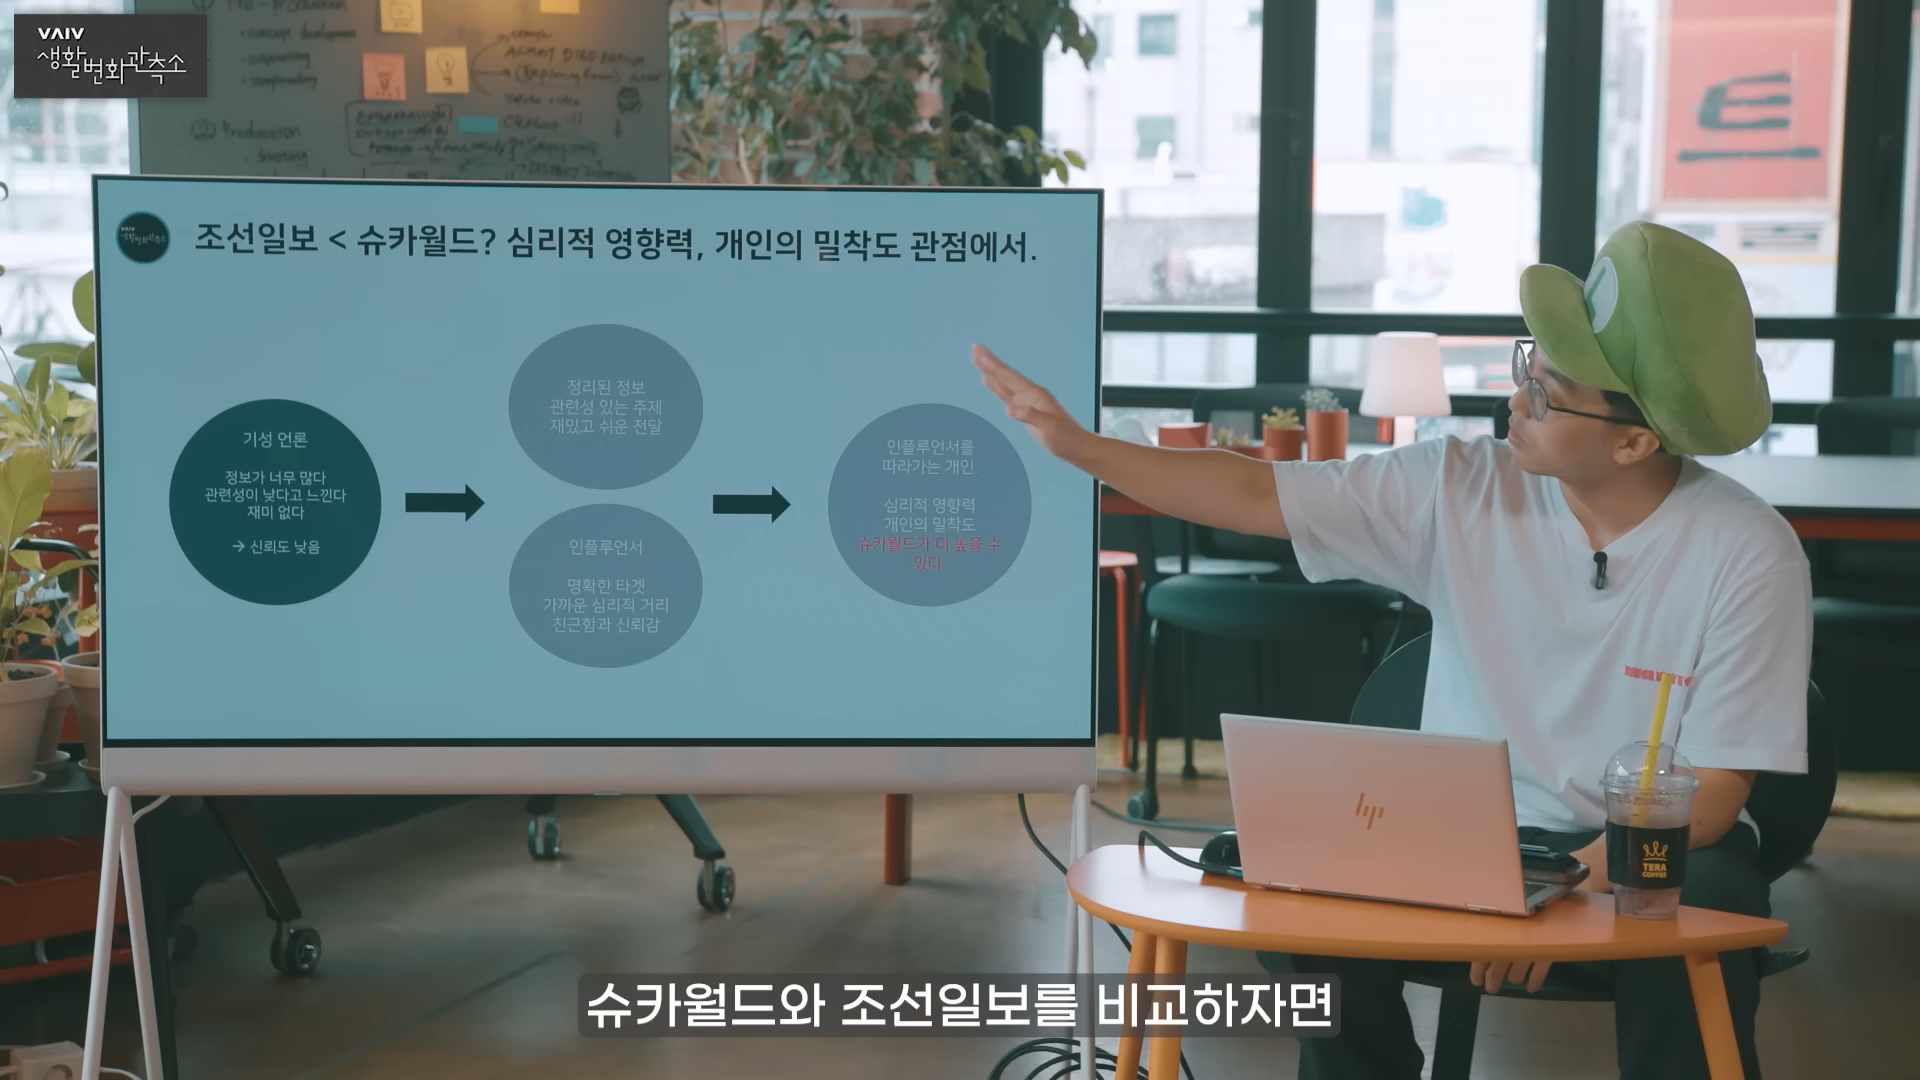 VAIV
생활변화관측소
② Production
조선일보 < 슈카월드? 심리적 영향력, 개인의 밀착도 관점에서.
기성 언론
정보가 너무 많다
관련성이 낮다고 느낀다
재미 없다
→ 신뢰도 낮음
정리된 정보
관련성 있는 주제
재밌고 쉬운 전달
인플루언서
명확한 타겟
가까운 심리적 거리
친근함과 신뢰감
인플루언서를
따라가는 개인.
심리적 영향력
개인의 밀착도
슈카월드가 더 높을 수
있다
트
L
hp
TERA
COFFEE
슈카월드와 조선일보를 비교하자면